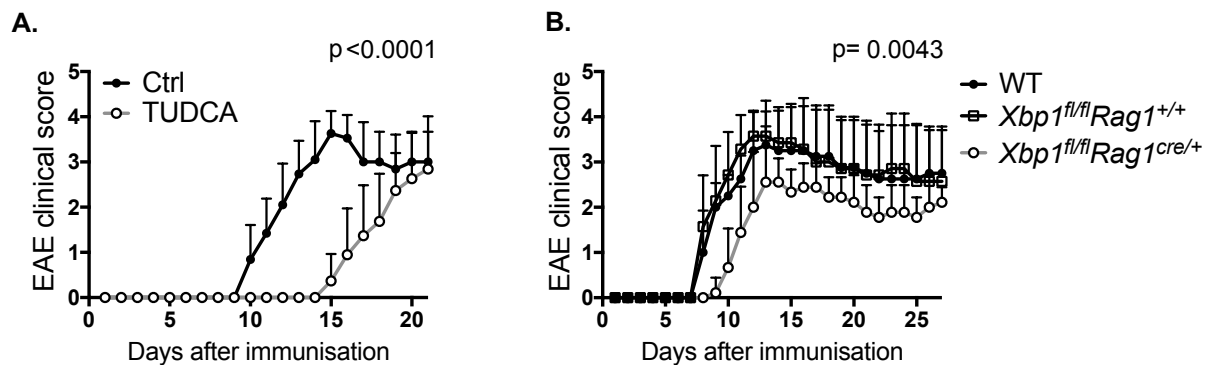 A.
p <0.0001
EAE clinical score
5
4
3
2
1
0
Ctrl
TUDCA
0 5 10 15 20
Days after immunisation
B.
p= 0.0043
EAE clinical score
5
4
3
2
1
0
0 5 10 15 20 25
Days after immunisation
WT
Xbp1fl/flRag1+/+
Xbp1fl/flRag1cre/+